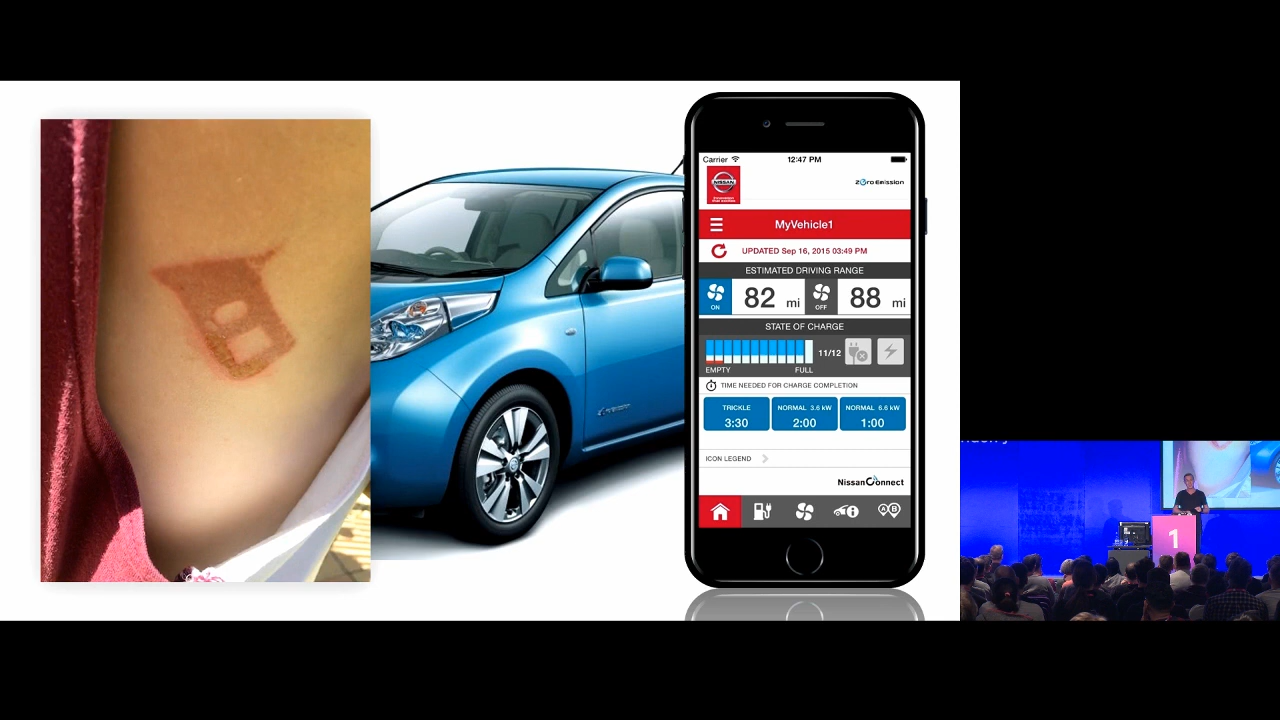 Carrier
12:47 PM
NISSAN
Zero Emission
MyVehicle1
UPDATED Sep 16, 2015 03:49 PM
ESTIMATED DRIVING RANGE
ON
82 mi
OFF
88 mi
STATE OF CHARGE
11/12
EMPTY
FULL
TIME NEEDED FOR CHARGE COMPLETION
TRICKLE
3:30
NORMAL 3.6 kW
2:00
NORMAL 6.6 kW
1:00
ICON LEGEND
NissanConnect
A B
1